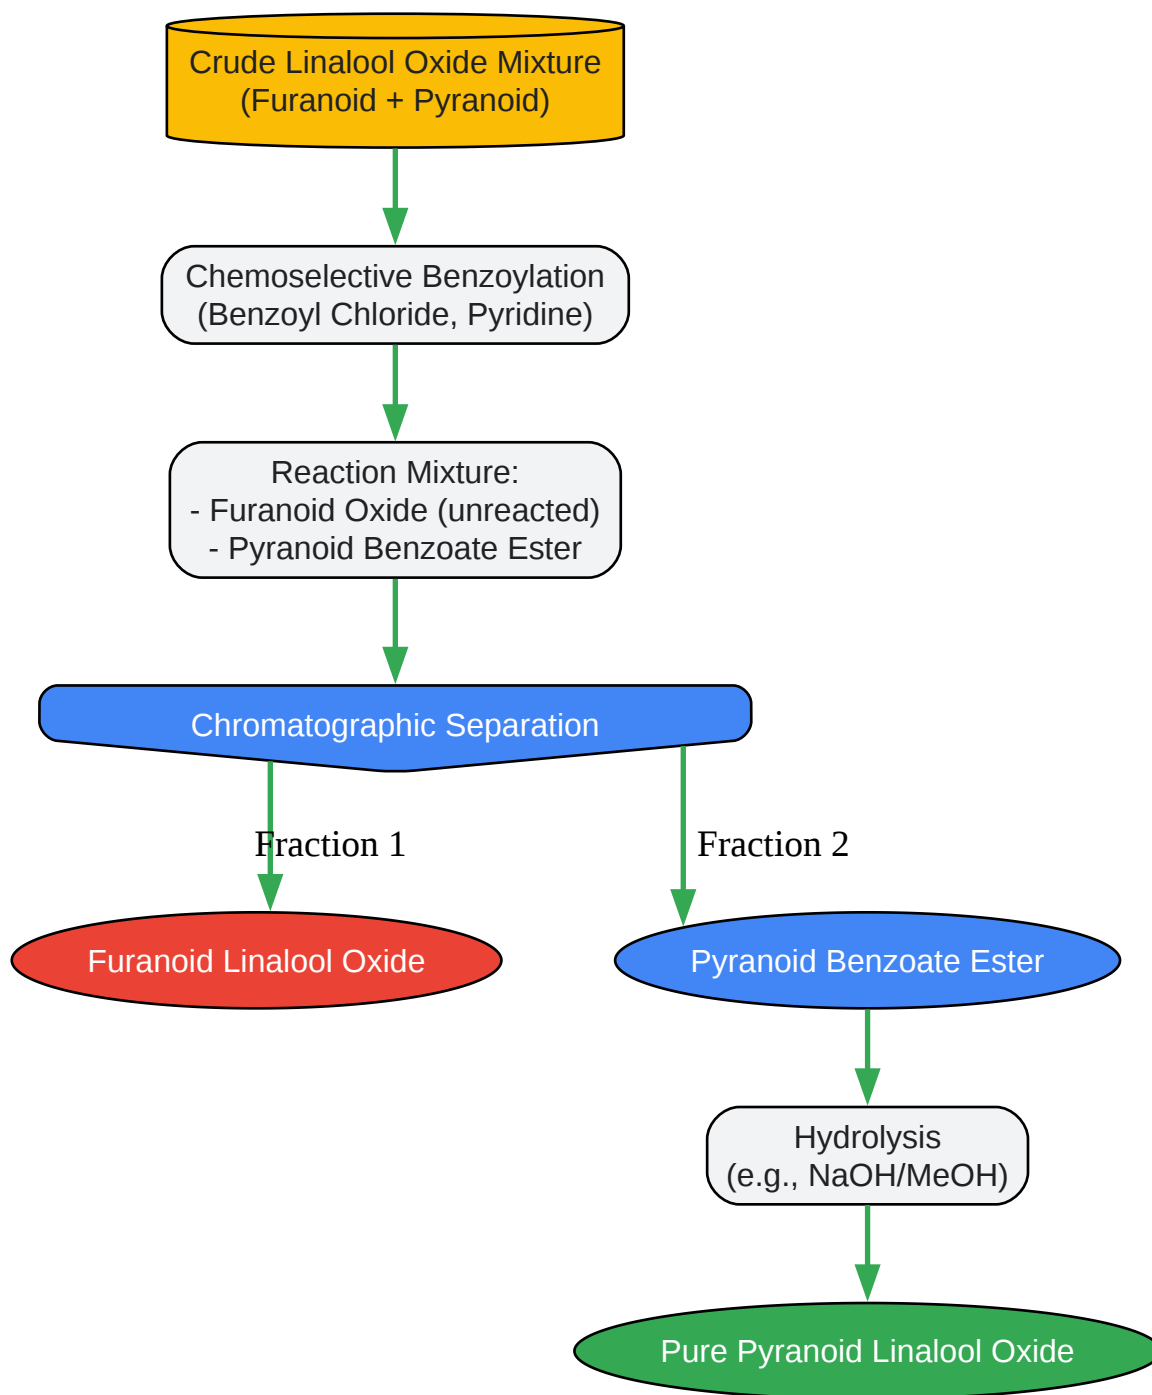 Crude Linalool Oxide Mixture
(Furanoid + Pyranoid)
Chemoselective Benzoylation
(Benzoyl Chloride, Pyridine)
Reaction Mixture:
- Furanoid Oxide (unreacted)
- Pyranoid Benzoate Ester
Chromatographic Separation
Fraction 1
Fraction 2
Furanoid Linalool Oxide
Pyranoid Benzoate Ester
Hydrolysis
(e.g., NaOH/MeOH)
Pure Pyranoid Linalool Oxide